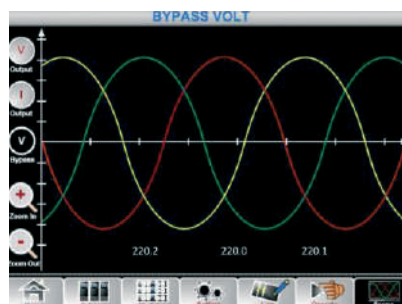 BYPASS VOLT
V
Output
I
Output
V
Bypass
Zoom In
Zoom Out
220.2 220.0 220.1